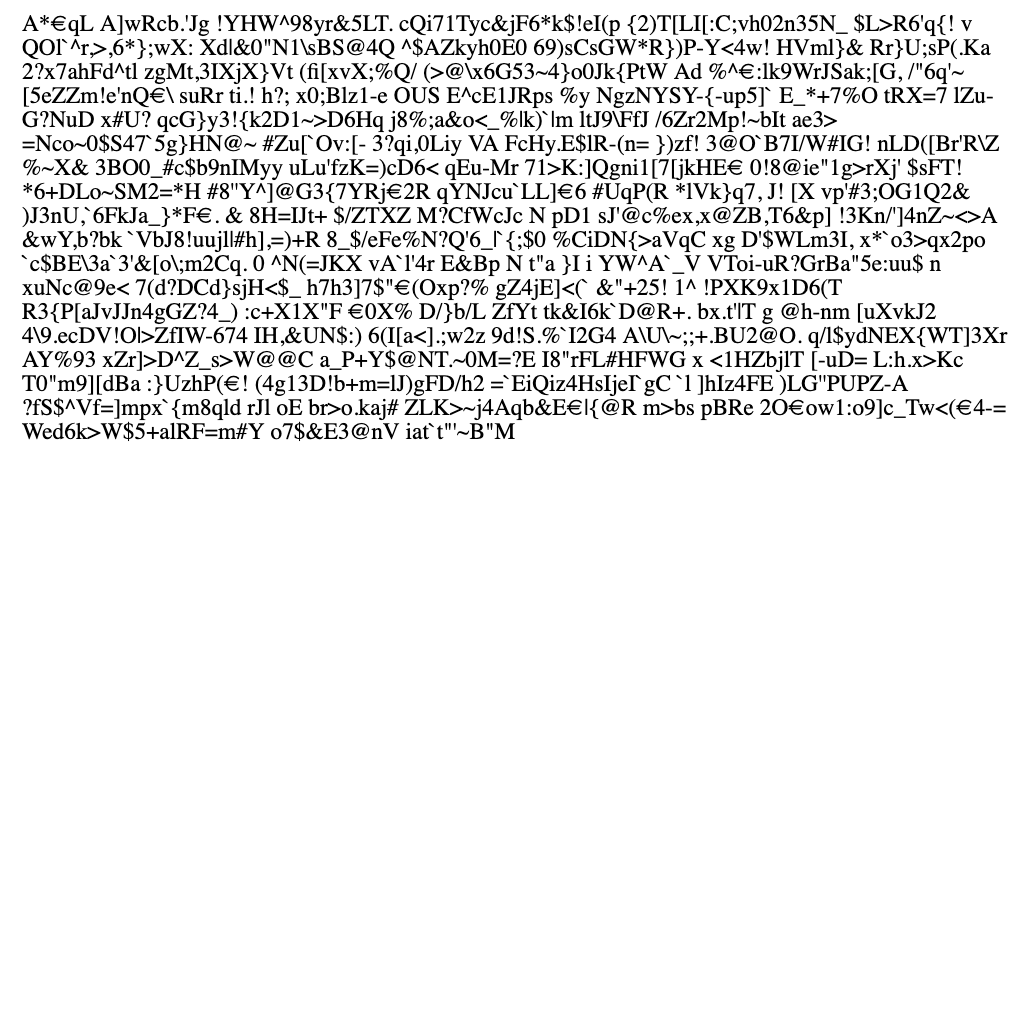 A*€qL A]wRcb.'Jg !YHW^98yr&5LT. cQi71Tyc&jF6*k$!eI(p {2)T[LI[:C;vh02n35N_ $L>R6'q{! v
QOl`^r,>,6*};wX: Xd|&0"N1\sBS@4Q ^$AZkyh0E0 69)sCsGW*R})P-Y<4w! HVml}& Rr}U;sP(.Ka
2?x7ahFd^tl zgMt,3IXjX}Vt (fi[xvX;%Q/ (>@\x6G53~4}o0Jk{PtW Ad %^€:lk9WrJSak;[G, /"6q'~
[5eZZm!e'nQ€\ suRr ti.! h?; x0;Blz1-e OUS E^cE1JRps %y NgzNYSY-{-up5]` E_*+7%O tRX=7 lZu-
G?NuD x#U? qcG}y3!{k2D1~>D6Hq j8%;a&o<_%|k)`|m ltJ9\FfJ /6Zr2Mp!~bIt ae3>
=Nco~0$S47`5g}HN@~ #Zu[`Ov:[- 3?qi,0Liy VA FcHy.E$lR-(n= })zf! 3@O`B7I/W#IG! nLD([Br'R\Z
%~X& 3BO0_#c$b9nIMyy uLu'fzK=)cD6< qEu-Mr 71>K:]Qgni1[7[jkHE€ 0!8@ie"1g>rXj' $sFT!
*6+DLo~SM2=*H #8"Y^]@G3{7YRj€2R qYNJcu`LL]€6 #UqP(R *lVk}q7, J! [X vp'#3;OG1Q2&
)J3nU,`6FkJa_}*F€. & 8H=IJt+ $/ZTXZ M?CfWcJc N pD1 sJ'@c%ex,x@ZB,T6&p] !3Kn/']4nZ~<>A
&wY,b?bk `VbJ8!uujl|#h],=)+R 8_$/eFe%N?Q'6_|`{;$0 %CiDN{>aVqC xg D'$WLm3I, x*`o3>qx2po
`c$BE\3a`3'&[o\;m2Cq. 0 ^N(=JKX vA`l'4r E&Bp N t"a }I i YW^A`_V VToi-uR?GrBa"5e:uu$ n
xuNc@9e< 7(d?DCd}sjH<$_ h7h3]7$"€(Oxp?% gZ4jE]<(` &"+25! 1^ !PXK9x1D6(T
R3{P[aJvJJn4gGZ?4_) :c+X1X"F €0X% D/}b/L ZfYt tk&I6k`D@R+. bx.t'lT g @h-nm [uXvkJ2
4\9.ecDV!O|>ZfIW-674 IH,&UN$:) 6(I[a<].;w2z 9d!S.%`I2G4 A\U\~;;+.BU2@O. q/l$ydNEX{WT]3Xr
AY%93 xZr]>D^Z_s>W@@C a_P+Y$@NT.~0M=?E I8"rFL#HFWG x <1HZbjlT [-uD= L:h.x>Kc
T0"m9][dBa :}UzhP(€! (4g13D!b+m=lJ)gFD/h2 =`EiQiz4HsIjeI`gC `l ]hIz4FE )LG"PUPZ-A
?fS$^Vf=]mpx`{m8qld rJl oE br>o.kaj# ZLK>~j4Aqb&E€|{@R m>bs pBRe 2O€ow1:o9]c_Tw<(€4-=
Wed6k>W$5+alRF=m#Y o7$&E3@nV iat`t"'~B"M